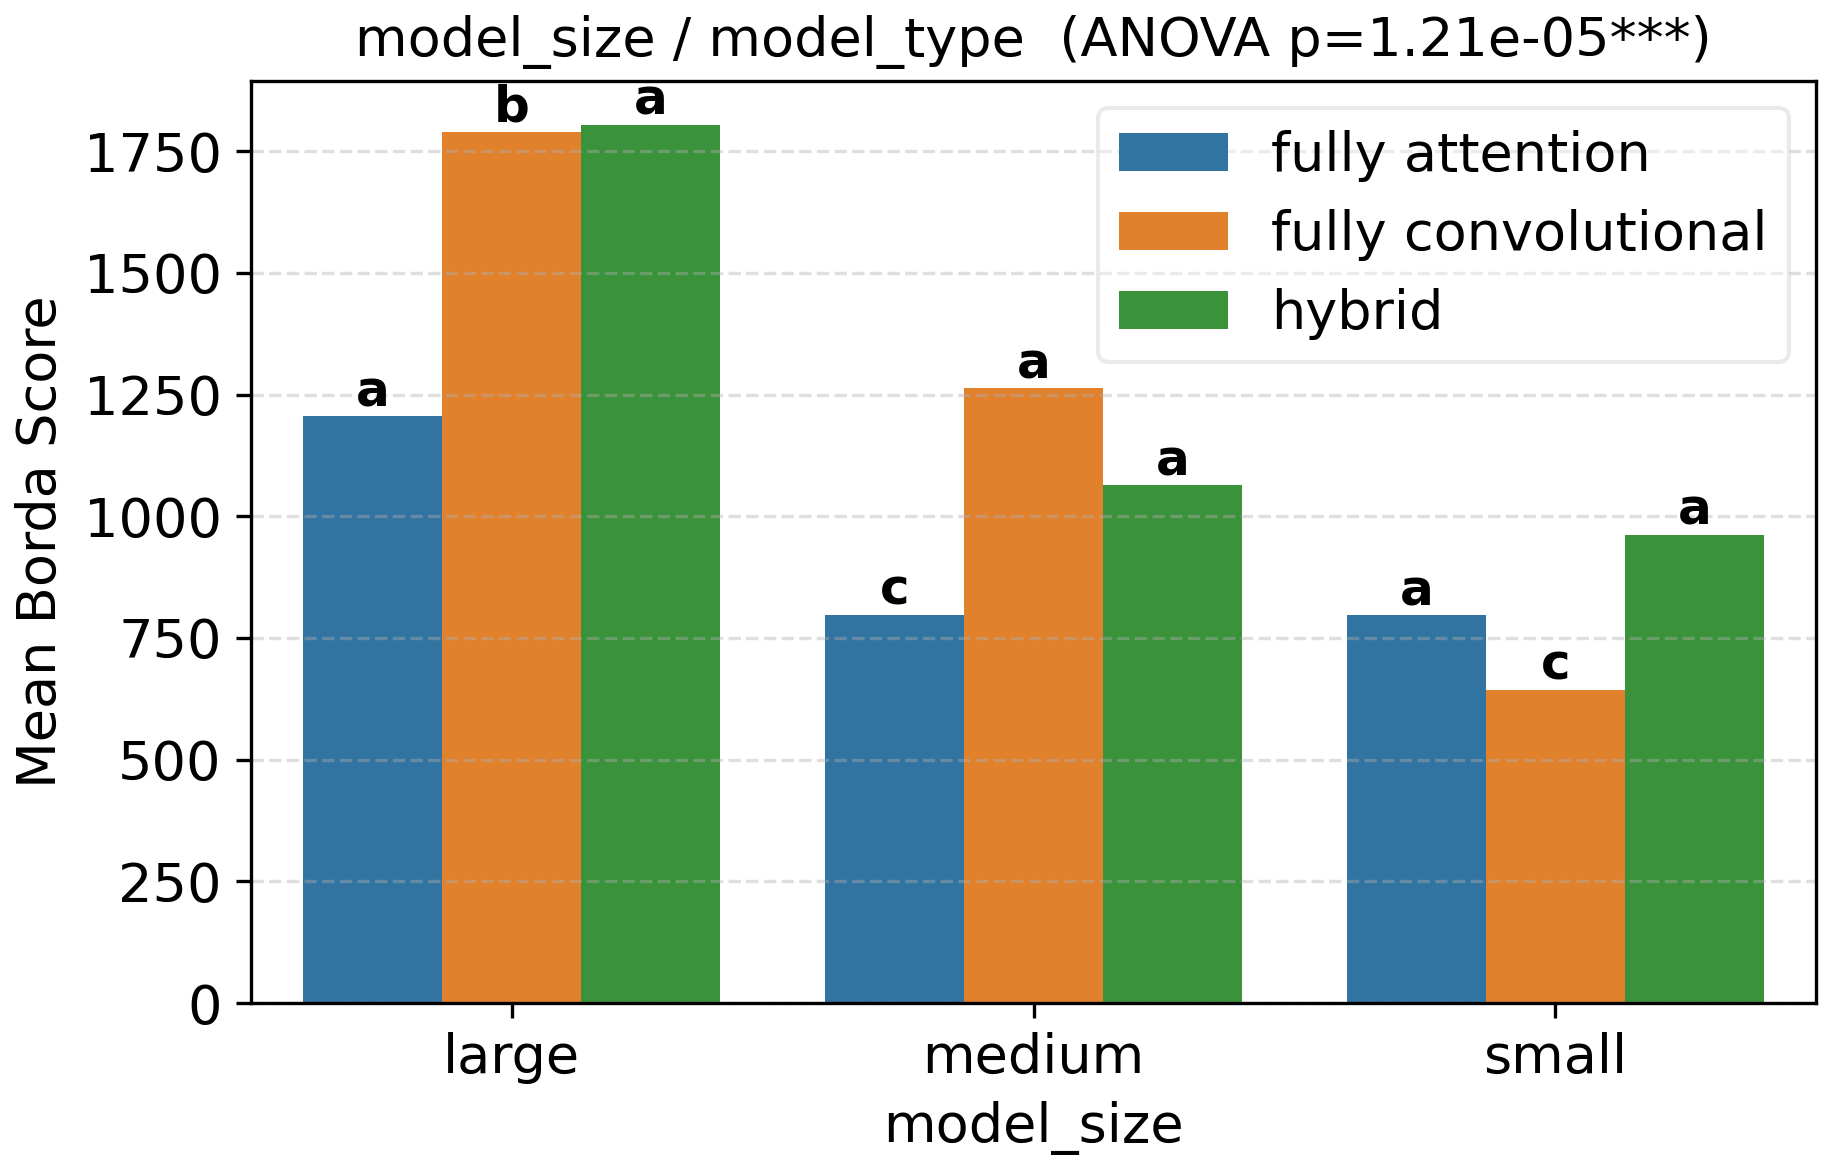 model_size / model_type  (ANOVA p=1.21e-05***)
Mean Borda Score
1750
1500
1250
1000
750
500
250
0
b
a
a
a
a
c
a
a
c
fully attention
fully convolutional
hybrid
large
medium
small
model_size